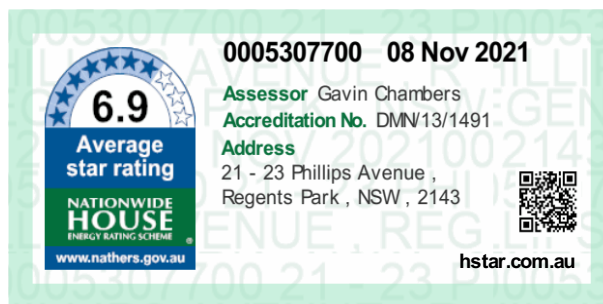 0005307700 08 Nov 2021
6.9
Average
star rating
NATIONWIDE
HOUSE
ENERGY RATING SCHEME
®
www.nathers.gov.au
Assessor Gavin Chambers
Accreditation No. DMN/13/1491
Address
21 - 23 Phillips Avenue ,
Regents Park , NSW , 2143
hstar.com.au